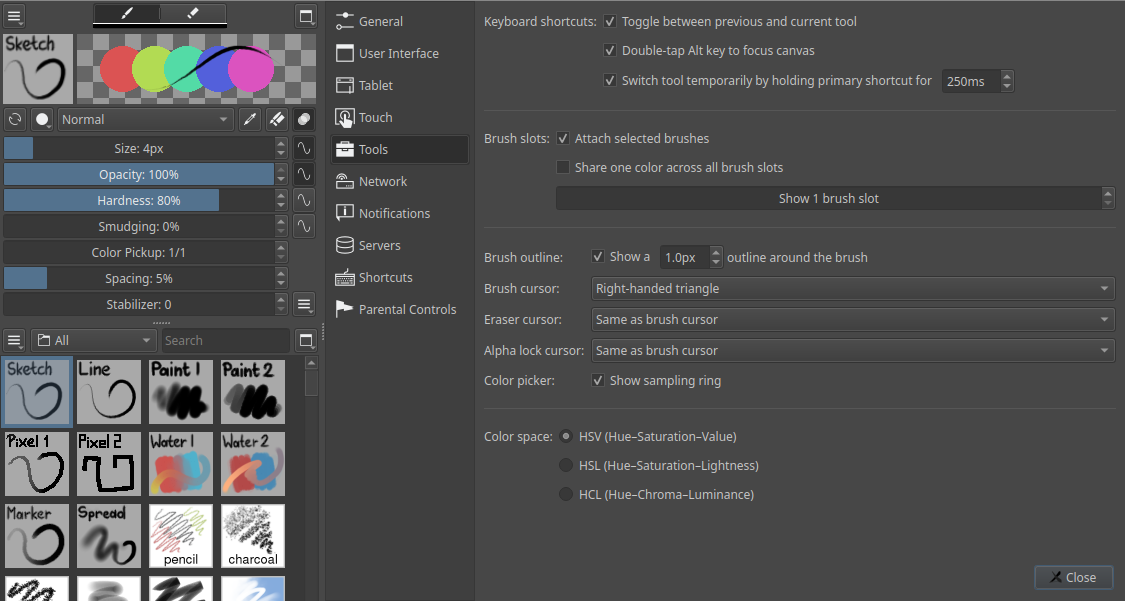 Sketch
Normal
Size: 4px
Opacity: 100%
Hardness: 80%
Smudging: 0%
Color Pickup: 1/1
Spacing: 5%
Stabilizer: 0
All
Search
Sketch
Line
Paint 1
Paint 2
Pixel 1
Pixel 2
Water 1
Water 2
Marker
Spread
pencil
charcoal
General
User Interface
Tablet
Touch
Tools
Network
Notifications
Servers
Shortcuts
Parental Controls
Keyboard shortcuts: Toggle between previous and current tool
Double-tap Alt key to focus canvas
Switch tool temporarily by holding primary shortcut for 250ms
Brush slots: Attach selected brushes
Share one color across all brush slots
Show 1 brush slot
Brush outline: Show a 1.0px outline around the brush
Brush cursor: Right-handed triangle
Eraser cursor: Same as brush cursor
Alpha lock cursor: Same as brush cursor
Color picker: Show sampling ring
Color space: HSV (Hue–Saturation–Value)
HSL (Hue–Saturation–Lightness)
HCL (Hue–Chroma–Luminance)
Close